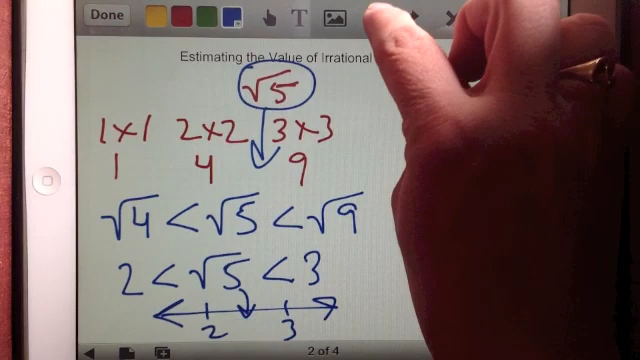 Done T
Estimating the Value of Irrational
√5
1×1 2×2 3×3
1 4 9
√4 < √5 < √9
2 < √5 < 3
2 3
2 of 4